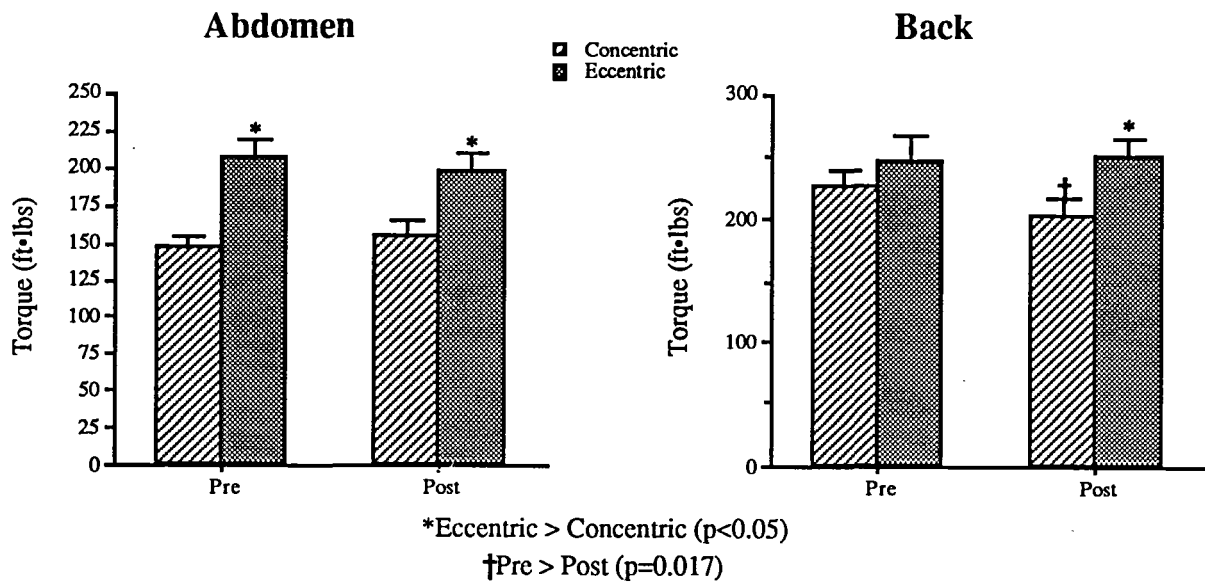 Abdomen
Back
Concentric
Eccentric
Torque (ft•lbs)
250
225
200
175
150
125
100
75
50
25
0
*
*
Pre
Post
Torque (ft•lbs)
300
200
100
0
†
*
Pre
Post
*Eccentric > Concentric (p<0.05)
†Pre > Post (p=0.017)